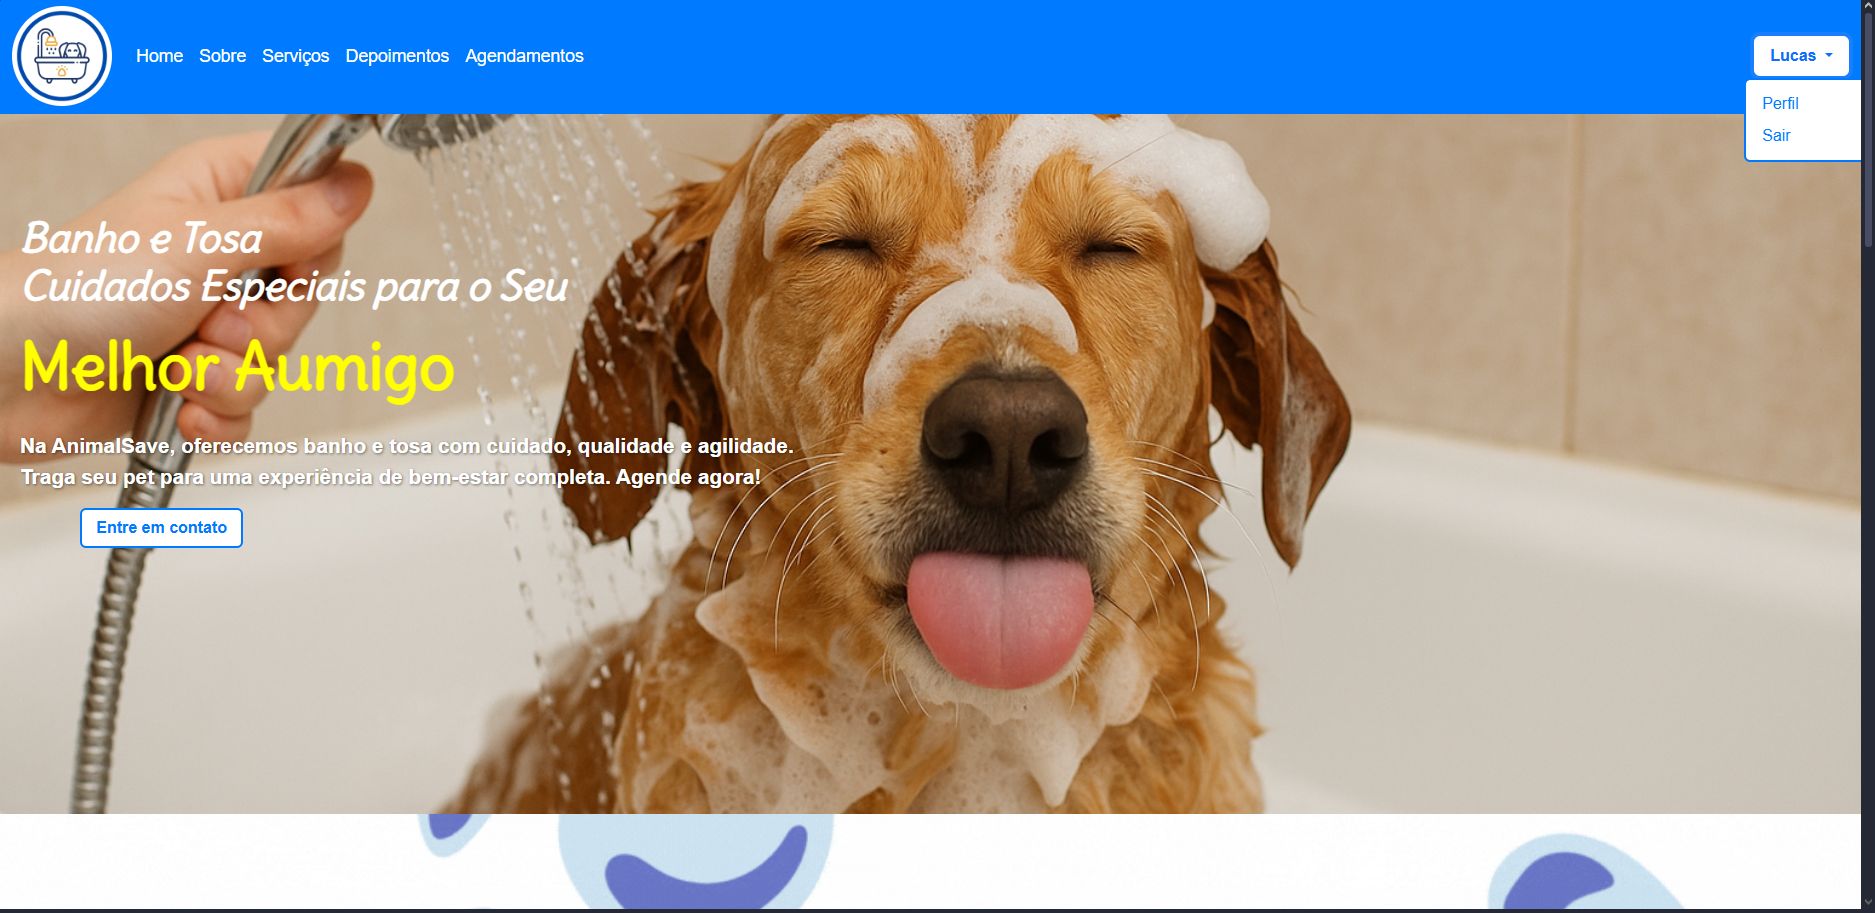 Home Sobre Serviços Depoimentos Agendamentos
Lucas
Perfil
Sair
Banho e Tosa
Cuidados Especiais para o Seu
Melhor Aumigo
Na AnimalSave, oferecemos banho e tosa com cuidado, qualidade e agilidade.
Traga seu pet para uma experiência de bem-estar completa. Agende agora!
Entre em contato